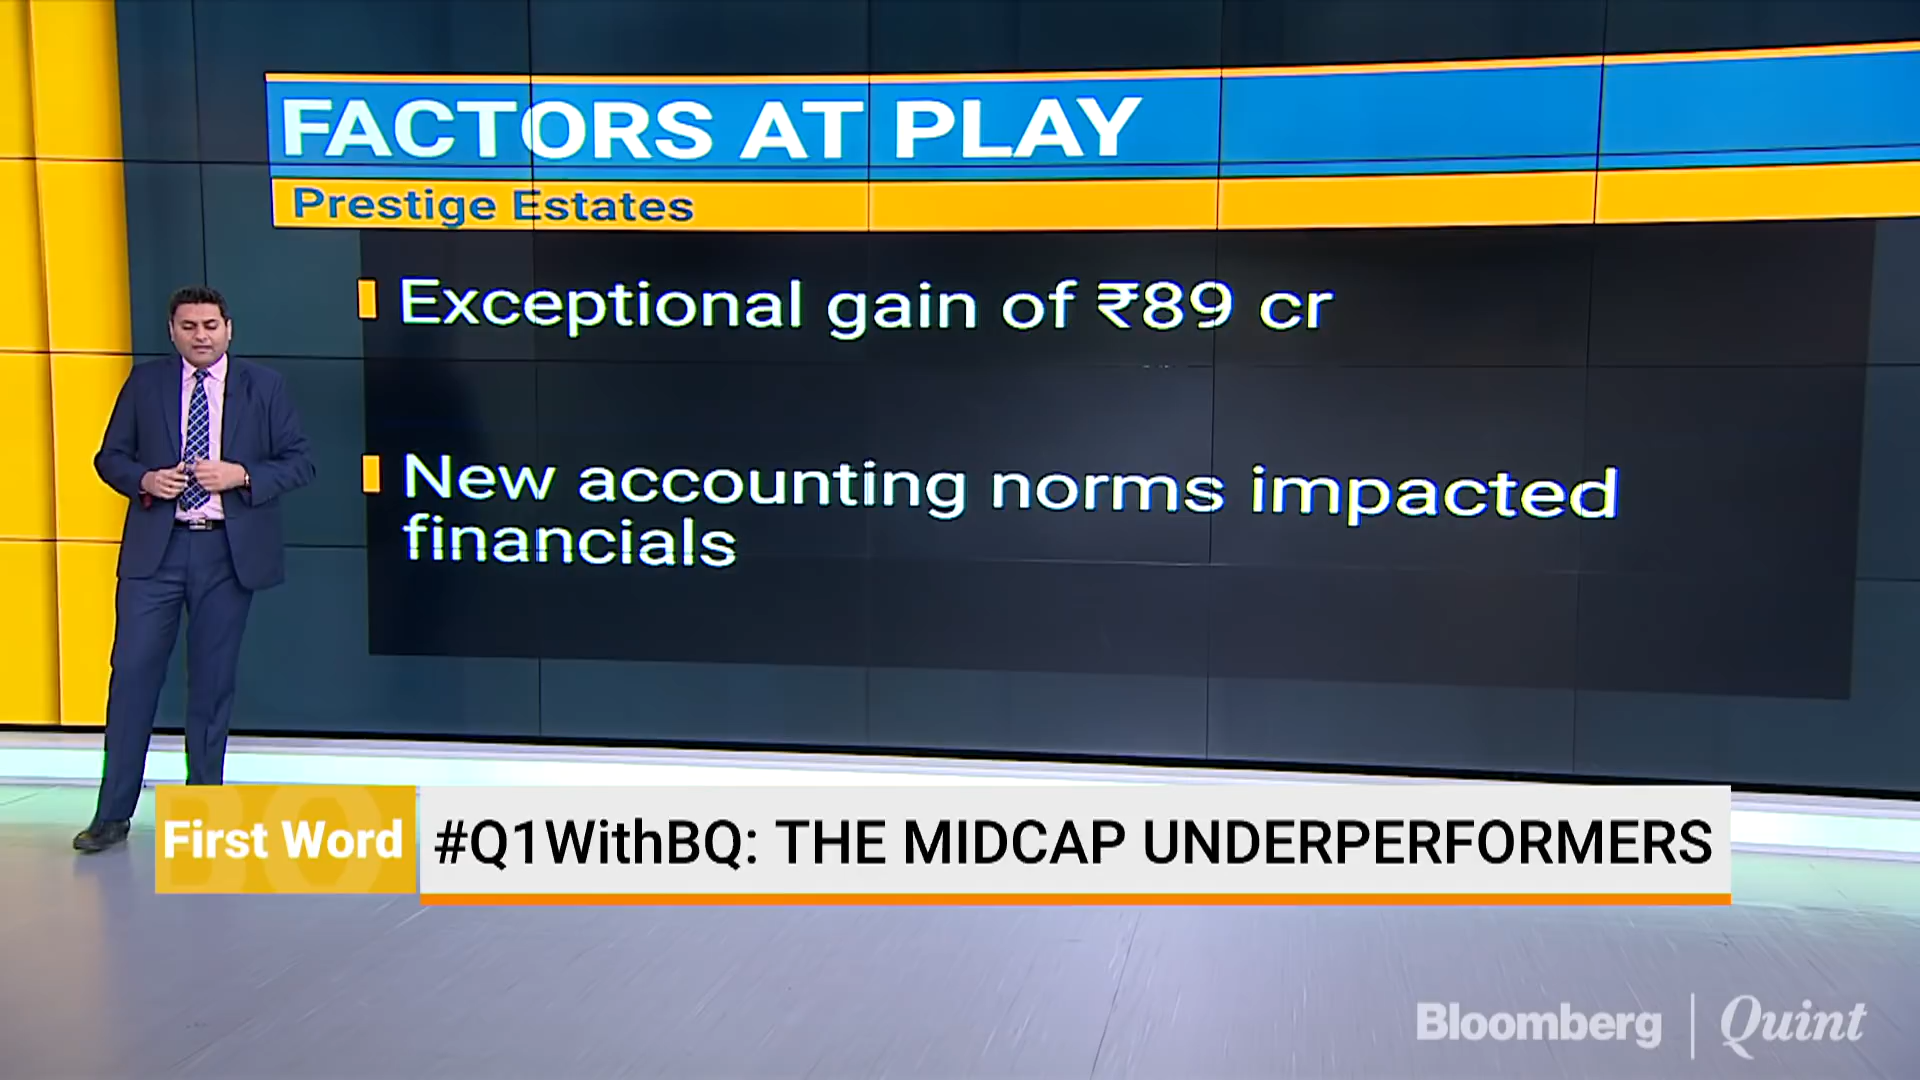 FACTORS AT PLAY
Prestige Estates
Exceptional gain of ₹89 cr
New accounting norms impacted
financials
First Word
#Q1WithBQ: THE MIDCAP UNDERPERFORMERS
Bloomberg | Quint